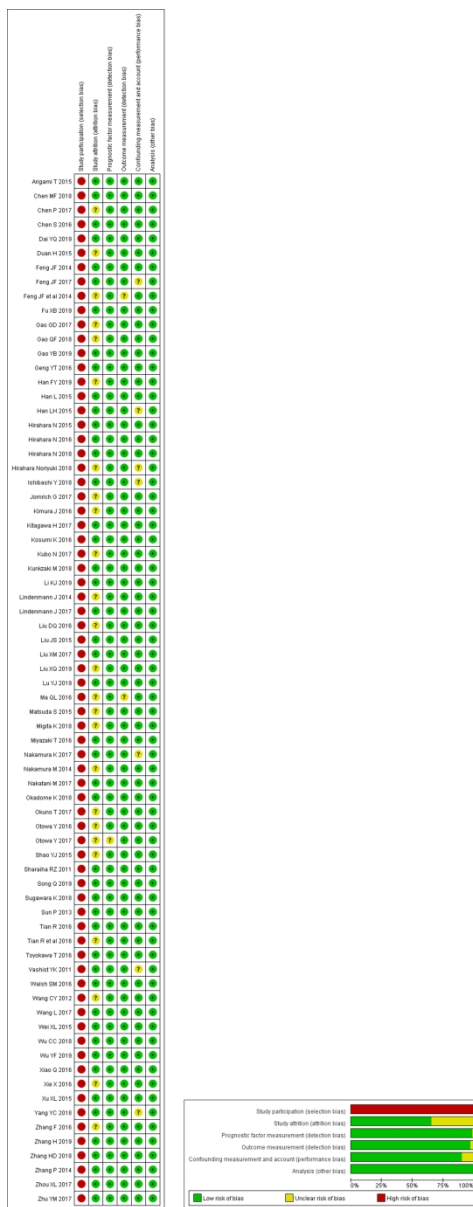 Study participation (selection bias)
Study attrition (attrition bias)
Prognostic factor measurement (detection bias)
Outcome measurement (detection bias)
Confounding measurement and account (performance bias)
Analysis (other bias)
Arigami T 2015
Chen MF 2018
Chen P 2017
Chen S 2016
Dai YQ 2019
Duan H 2015
Feng JF 2014
Feng JF 2017
Feng JF et al 2014
Fu XB 2019
Gao GD 2017
Gao QF 2018
Gao YB 2019
Geng YT 2016
Han FY 2019
Han L 2015
Han LH 2015
Hirahara N 2015
Hirahara N 2016
Hirahara N 2018
Hirahara Noriyuki 2018
Ishibashi Y 2018
Jomrich G 2017
Kimura J 2016
Kitagawa H 2017
Kosumi K 2016
Kubo N 2017
Kunizaki M 2018
Li KJ 2019
Lindenmann J 2014
Lindenmann J 2017
Liu DQ 2016
Liu JS 2015
Liu XM 2017
Liu XQ 2019
Lu YJ 2019
Ma QL 2016
Matsuda S 2015
Migita K 2018
Miyazaki T 2016
Nakamura K 2017
Nakamura M 2014
Nakatani M 2017
Okadome K 2018
Okuno T 2017
Otowa Y 2016
Otowa Y 2017
Shao YJ 2015
Sharaiha RZ 2011
Song Q 2019
Sugawara K 2018
Sun P 2013
Tian R 2016
Tian R et al 2016
Toyokawa T 2016
Vashist YK 2011
Walsh SM 2016
Wang CY 2012
Wang L 2017
Wei XL 2015
Wu CC 2018
Wu YF 2019
Xiao Q 2016
Xie X 2016
Xu XL 2015
Yang YC 2018
Zhang F 2016
Zhang H 2019
Zhang HD 2018
Zhang P 2014
Zhou XL 2017
Zhu YM 2017
Study participation (selection bias)
Study attrition (attrition bias)
Prognostic factor measurement (detection bias)
Outcome measurement (detection bias)
Confounding measurement and account (performance bias)
Analysis (other bias)
0% 25% 50% 75% 100%
Low risk of bias Unclear risk of bias High risk of bias